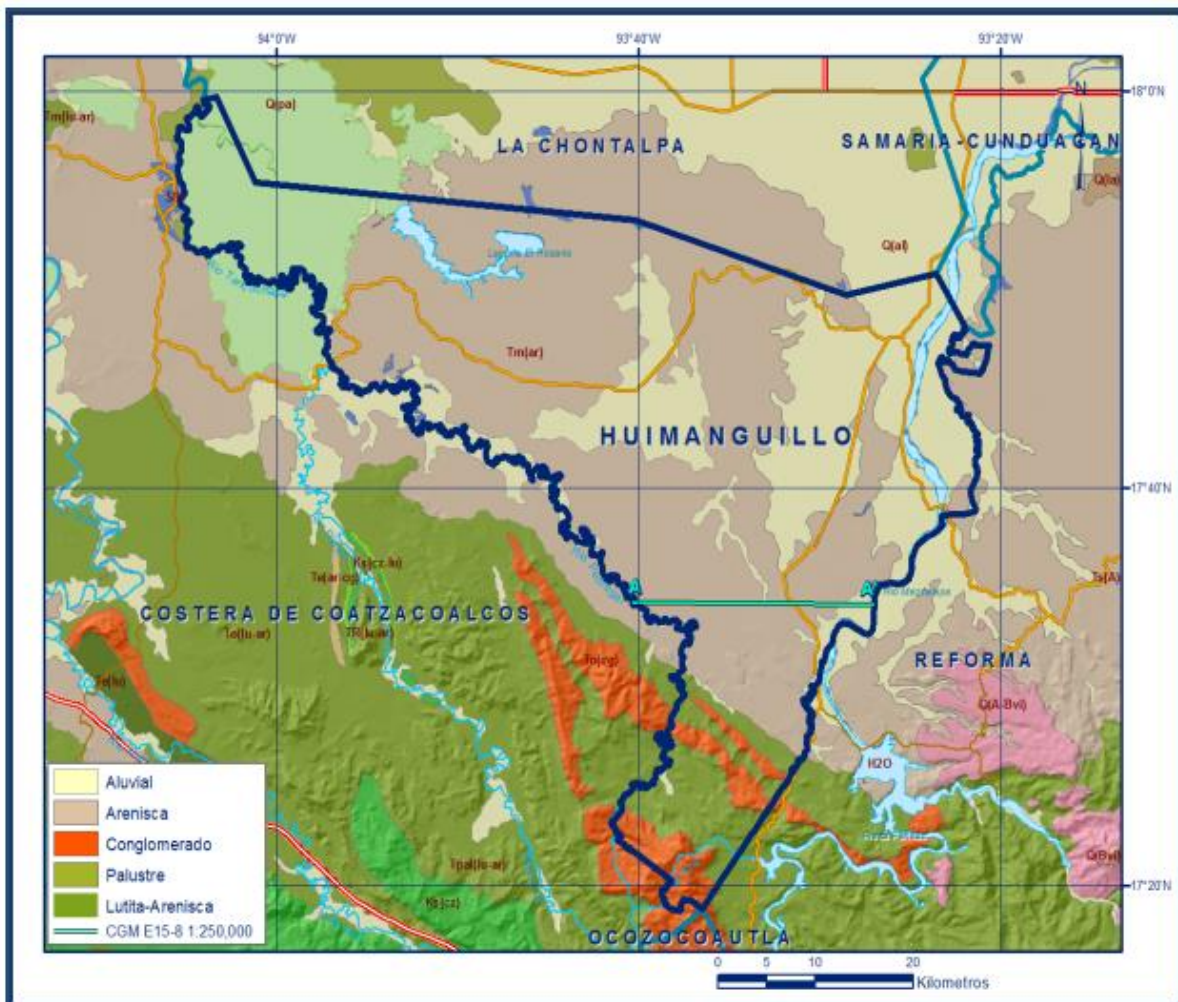 94°0'W 93°40'W 93°20'W
18°0'N
N
Q(pa)
Tm(lu-ar)
LA CHONTALPA
SAMARIA-CUNDUACAN
Q(la)
Q(al)
Tm(ar)
HUIMANGUILLO
17°40'N
Ks(cz-lu)
Te(ar-cg)
A A'
Ts(A)
COSTERA DE COATZACOALCOS
To(lu-ar) TR(lu-ar)
REFORMA
To(cg)
Q(A-Bvi)
H2O
Aluvial
Arenisca
Conglomerado
Palustre
Lutita-Arenisca
CGM E15-8 1:250,000
Tpal(lu-ar)
Ks(cz)
Q(Bvi)
17°20'N
OCOZOCOAUTLA
0 5 10 20
Kilometros